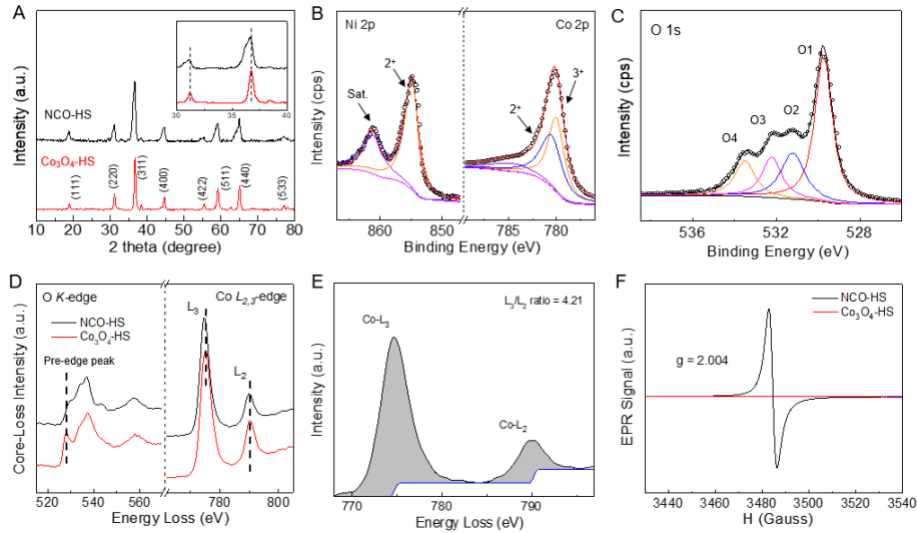 A
Intensity (a.u.)
NCO-HS
Co3O4-HS
(111)
(220)
(311)
(400)
(422)
(511)
(440)
(533)
30 35 40
10 20 30 40 50 60 70 80
2 theta (degree)
B
Ni 2p
Co 2p
Intensity (cps)
Sat.
2+
2+
3+
860 850 785 780
Binding Energy (eV)
C
O 1s
Intensity (cps)
O1
O2
O3
O4
536 532 528
Binding Energy (eV)
D
O K-edge
Co L2,3-edge
NCO-HS
Co3O4-HS
Pre-edge peak
L3
L2
Core-Loss Intensity (a.u.)
520 540 560 780 800
Energy Loss (eV)
E
L3/L2 ratio = 4.21
Co-L3
Co-L2
Intensity (a.u.)
770 780 790
Energy Loss (eV)
F
NCO-HS
Co3O4-HS
g = 2.004
EPR Signal (a.u.)
3440 3460 3480 3500 3520 3540
H (Gauss)